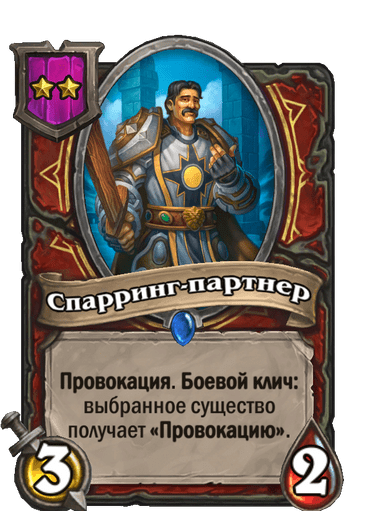 Спарринг-партнер
Провокация. Боевой клич:
выбранное существо
получает «Провокацию».
3
2